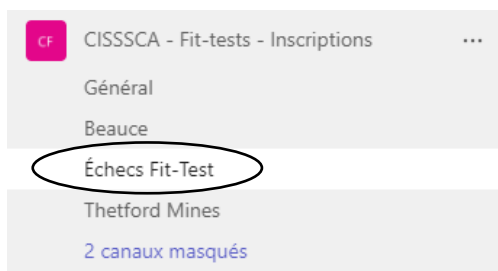 CF CISSSCA - Fit-tests - Inscriptions ...
Général
Beauce
Échecs Fit-Test
Thetford Mines
2 canaux masqués